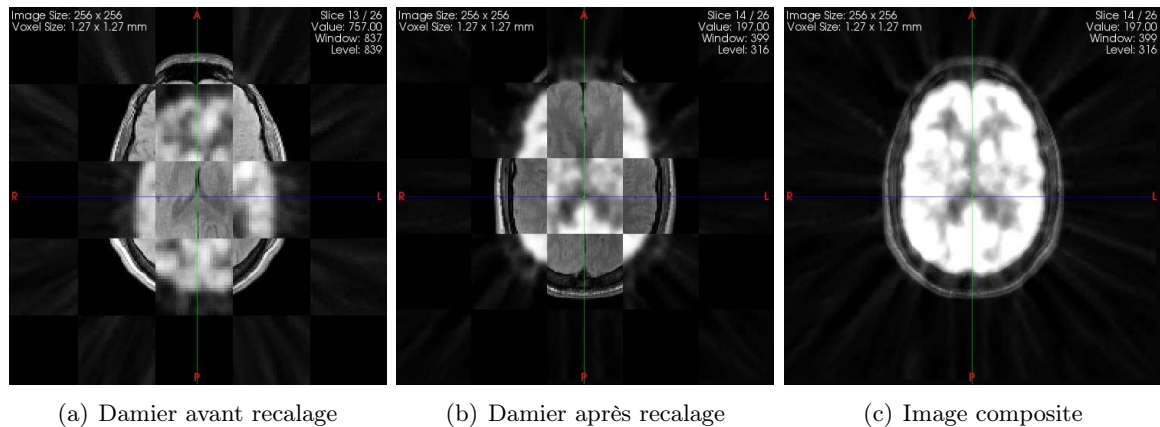 Image Size: 256 x 256
Voxel Size: 1.27 x 1.27 mm
Slice 13 / 26
Value: 757.00
Window: 837
Level: 839
A
R
L
P
Image Size: 256 x 256
Voxel Size: 1.27 x 1.27 mm
Slice 14 / 26
Value: 197.00
Window: 399
Level: 316
A
R
L
P
Image Size: 256 x 256
Voxel Size: 1.27 x 1.27 mm
Slice 14 / 26
Value: 197.00
Window: 399
Level: 316
A
R
L
P
(a) Damier avant recalage
(b) Damier après recalage
(c) Image composite